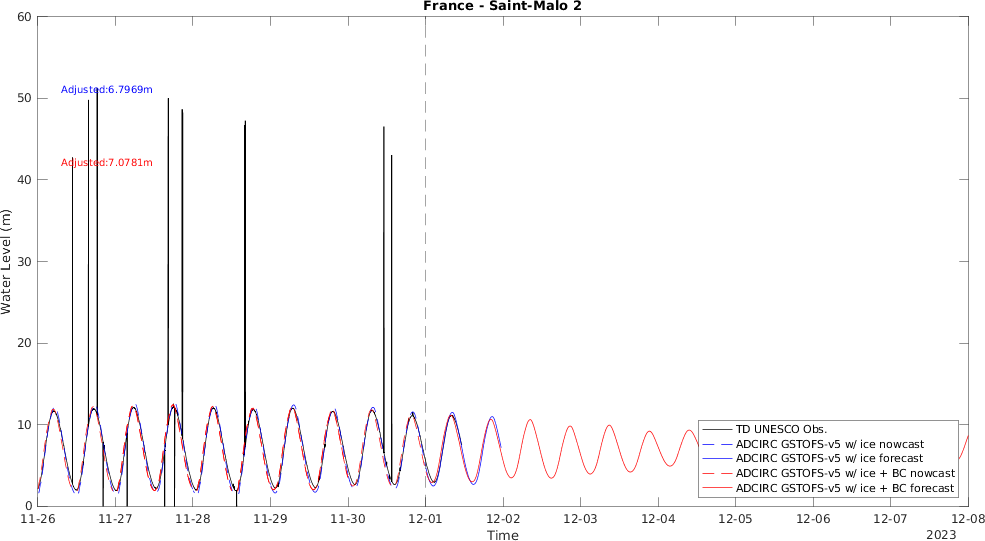 France - Saint-Malo 2
60
50
40
30
20
10
0
Water Level (m)
Adjusted:6.7969m
Adjusted:7.0781m
TD UNESCO Obs.
ADCIRC GSTOFS-v5 w/ ice nowcast
ADCIRC GSTOFS-v5 w/ ice forecast
ADCIRC GSTOFS-v5 w/ ice + BC nowcast
ADCIRC GSTOFS-v5 w/ ice + BC forecast
11-26 11-27 11-28 11-29 11-30 12-01 12-02 12-03 12-04 12-05 12-06 12-07 12-08
Time
2023